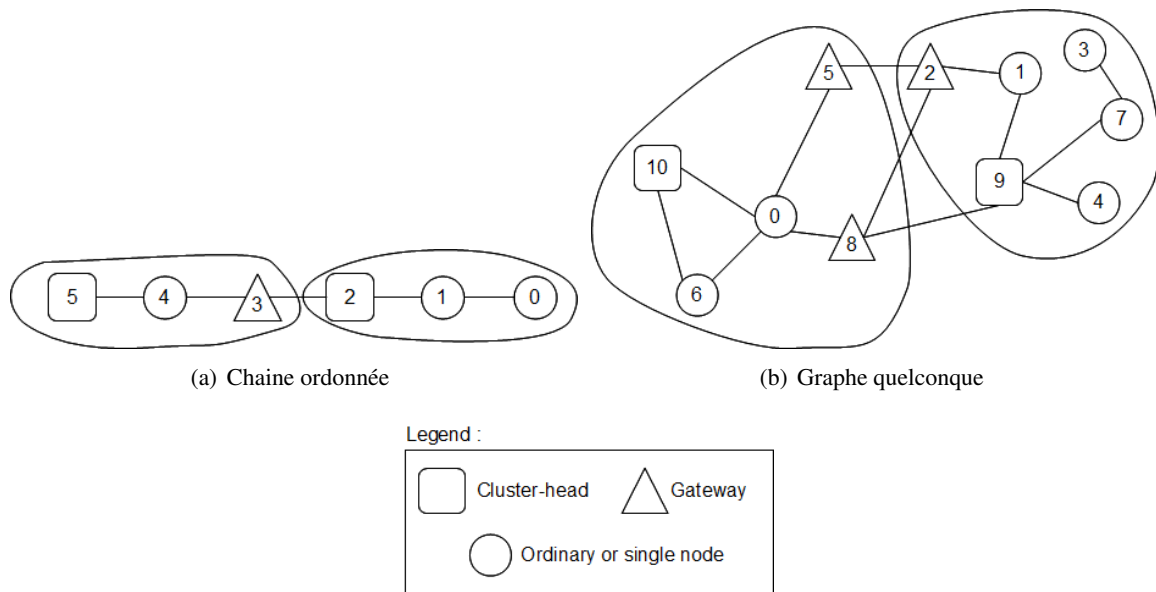 5 2 1 3
7
10 9 4
0 8
6
5 4 3 2 1 0
(a) Chaine ordonnée (b) Graphe quelconque
Legend :
Cluster-head Gateway
Ordinary or single node